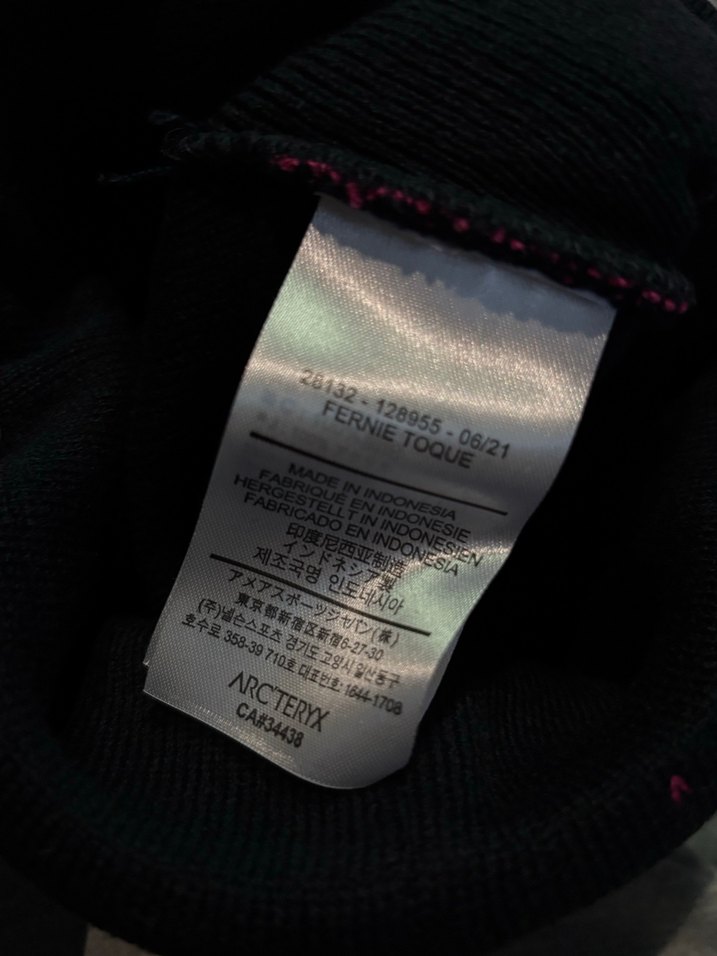 28132 - 128955 - 06/21
FERNIE TOQUE
MADE IN INDONESIA
FABRIQUÉ EN INDONESIE
HERGESTELLT IN INDONESIEN
FABRICADO EN INDONESIA
印度尼西亚制造
インドネシア製
제조국명 인도네시아
アメアスポーツジャパン(株)
東京都新宿区新宿6-27-30
(주)넬슨스포츠 경기도 고양시일산동구
호수로 358-39 710호 대표번호: 1644-1708
ARC'TERYX
CA#34438